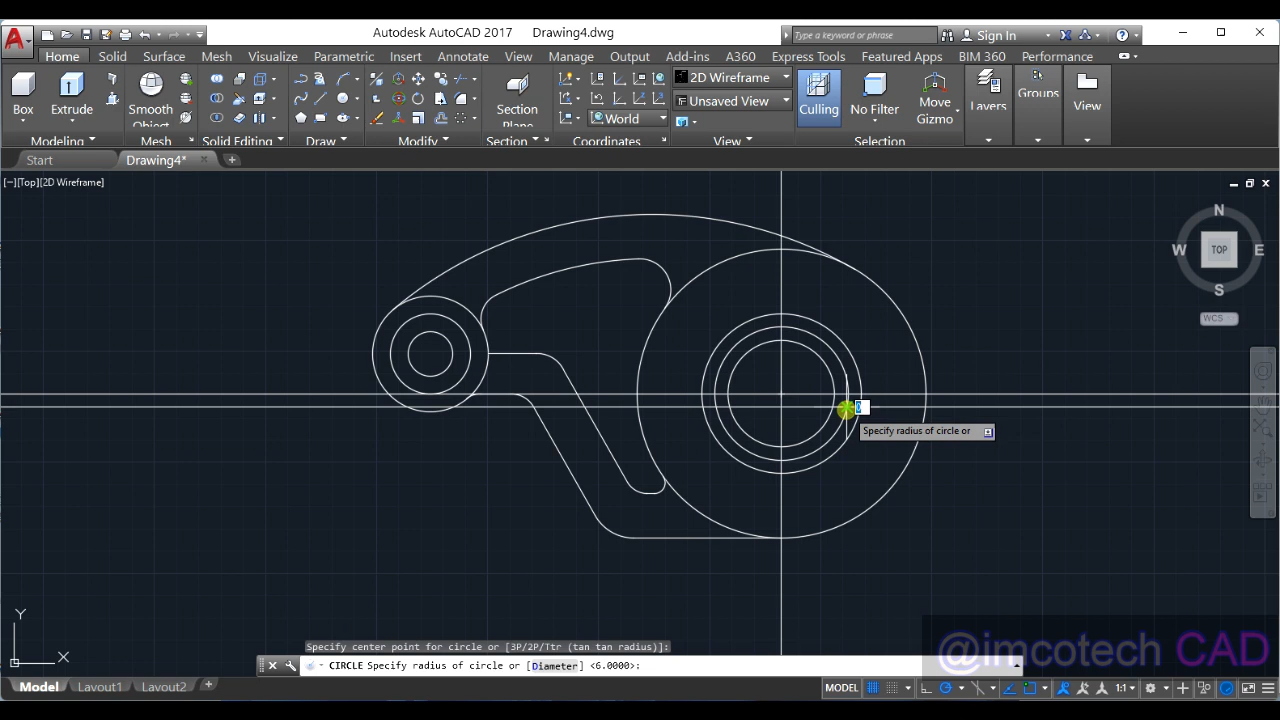 Autodesk AutoCAD 2017 Drawing4.dwg
Type a keyword or phrase
Sign In
Home Solid Surface Mesh Visualize Parametric Insert Annotate View Manage Output Add-ins A360 Express Tools Featured Apps BIM 360 Performance
Box
Extrude
Smooth
Object
Section
Plane
World
2D Wireframe
Unsaved View
Culling
No Filter
Move
Gizmo
Layers
Groups
View
Modeling Mesh Solid Editing Draw Modify Section Coordinates View Selection
Start Drawing4*
[−][Top][2D Wireframe]
N
W TOP E
S
WCS
Specify radius of circle or
Y
X
Specify center point for circle or [3P/2P/Ttr (tan tan radius)]:
CIRCLE Specify radius of circle or [Diameter] <6.0000>:
@imcotech CAD
Model Layout1 Layout2 +
MODEL 1:1